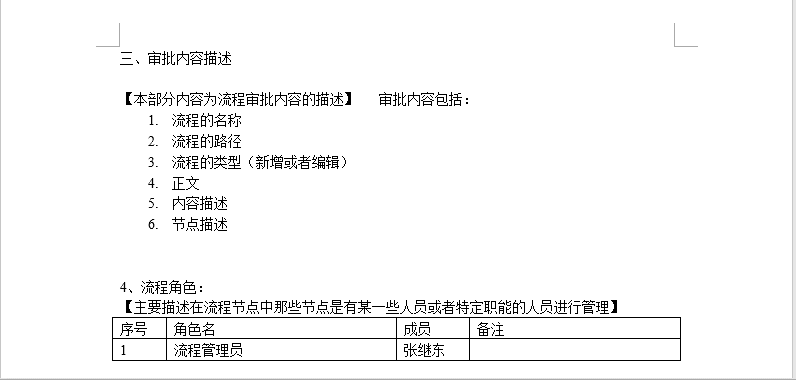 三、审批内容描述
【本部分内容为流程审批内容的描述】 审批内容包括：
1. 流程的名称
2. 流程的路径
3. 流程的类型（新增或者编辑）
4. 正文
5. 内容描述
6. 节点描述
4、流程角色：
【主要描述在流程节点中那些节点是有某一些人员或者特定职能的人员进行管理】
序号 角色名 成员 备注
1 流程管理员 张继东